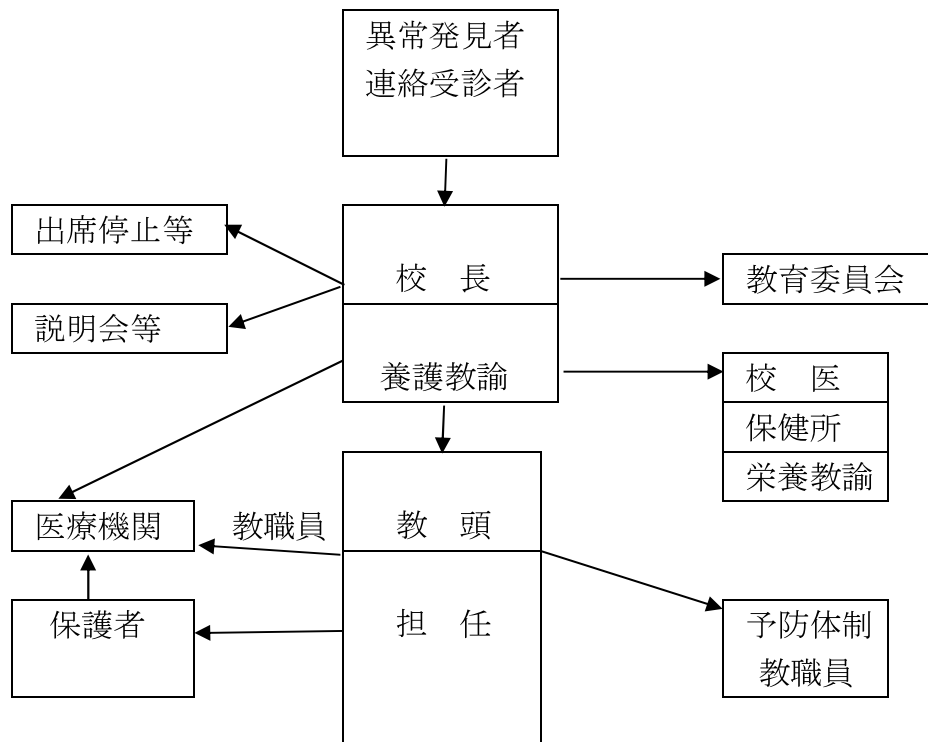 異常発見者
連絡受診者
出席停止等
校　長
教育委員会
説明会等
養護教諭
校　医
保健所
栄養教諭
医療機関
教職員
教　頭
保護者
担　任
予防体制
教職員